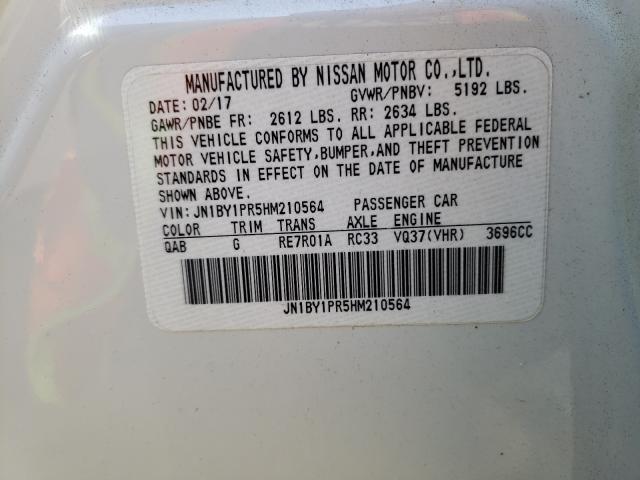 MANUFACTURED BY NISSAN MOTOR CO.,LTD.
DATE: 02/17 GVWR/PNBV: 5192 LBS.
GAWR/PNBE FR: 2612 LBS. RR: 2634 LBS.
THIS VEHICLE CONFORMS TO ALL APPLICABLE FEDERAL
MOTOR VEHICLE SAFETY,BUMPER,AND THEFT PREVENTION
STANDARDS IN EFFECT ON THE DATE OF MANUFACTURE
SHOWN ABOVE.
VIN: JN1BY1PR5HM210564 PASSENGER CAR
COLOR TRIM TRANS AXLE ENGINE
QAB G RE7R01A RC33 VQ37(VHR) 3696CC
JN1BY1PR5HM210564